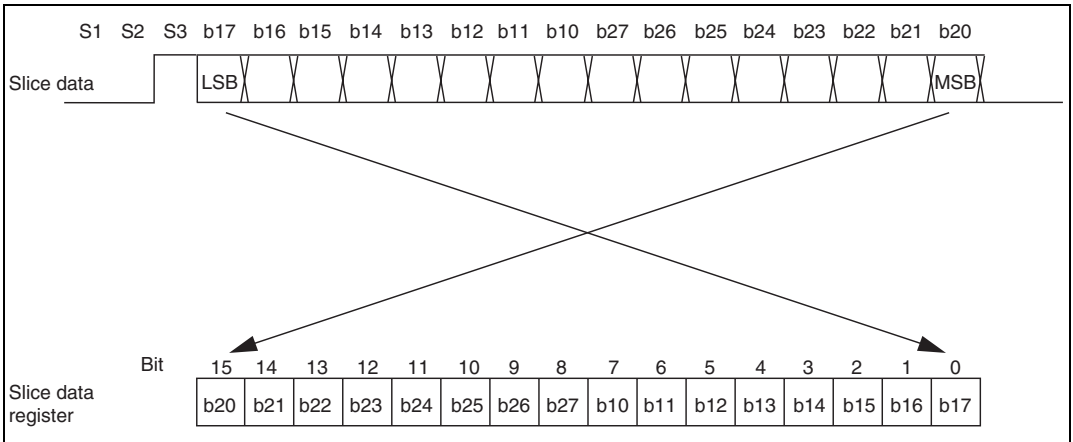 S1 S2 S3 b17 b16 b15 b14 b13 b12 b11 b10 b27 b26 b25 b24 b23 b22 b21 b20
Slice data LSB MSB
Bit 15 14 13 12 11 10 9 8 7 6 5 4 3 2 1 0
Slice data
register
b20 b21 b22 b23 b24 b25 b26 b27 b10 b11 b12 b13 b14 b15 b16 b17